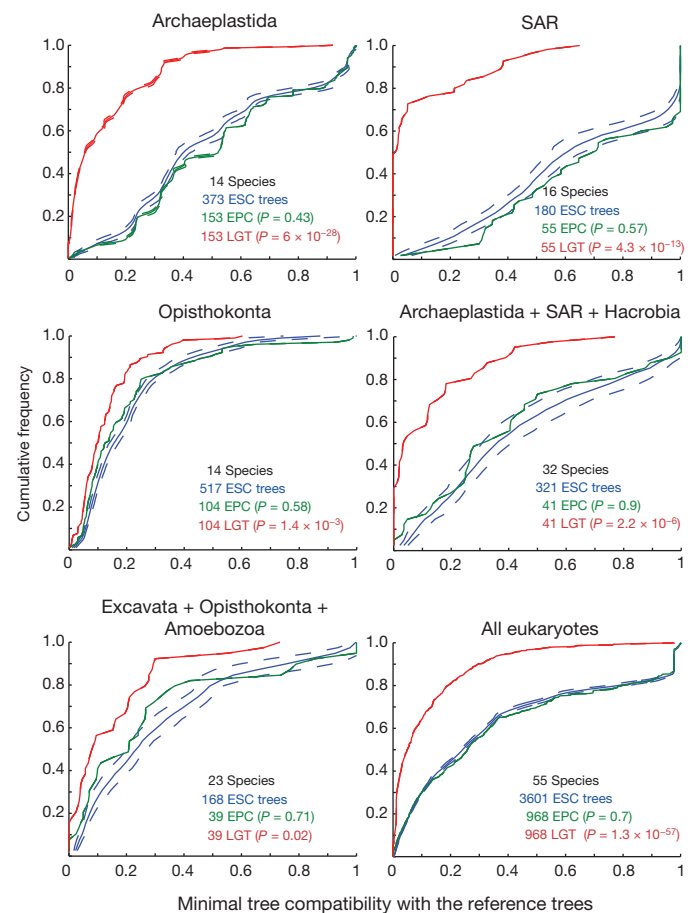 Archaeplastida
1.0
0.8
0.6
0.4
0.2
0
0.2
0.4
0.6
0.8
1
14 Species
373 ESC trees
153 EPC (P = 0.43)
153 LGT (P = 6 × 10⁻²⁸)
SAR
1.0
0.8
0.6
0.4
0.2
0
0.2
0.4
0.6
0.8
1
16 Species
180 ESC trees
55 EPC (P = 0.57)
55 LGT (P = 4.3 × 10⁻¹³)
Opisthokonta
1.0
0.8
0.6
0.4
0.2
0
0.2
0.4
0.6
0.8
1
14 Species
517 ESC trees
104 EPC (P = 0.58)
104 LGT (P = 1.4 × 10⁻³)
Archaeplastida + SAR + Hacrobia
1.0
0.8
0.6
0.4
0.2
0
0.2
0.4
0.6
0.8
1
32 Species
321 ESC trees
41 EPC (P = 0.9)
41 LGT (P = 2.2 × 10⁻⁶)
Cumulative frequency
Excavata + Opisthokonta +
Amoebozoa
1.0
0.8
0.6
0.4
0.2
0
0.2
0.4
0.6
0.8
1
23 Species
168 ESC trees
39 EPC (P = 0.71)
39 LGT (P = 0.02)
All eukaryotes
1.0
0.8
0.6
0.4
0.2
0
0.2
0.4
0.6
0.8
1
55 Species
3601 ESC trees
968 EPC (P = 0.7)
968 LGT (P = 1.3 × 10⁻⁵⁷)
Minimal tree compatibility with the reference trees